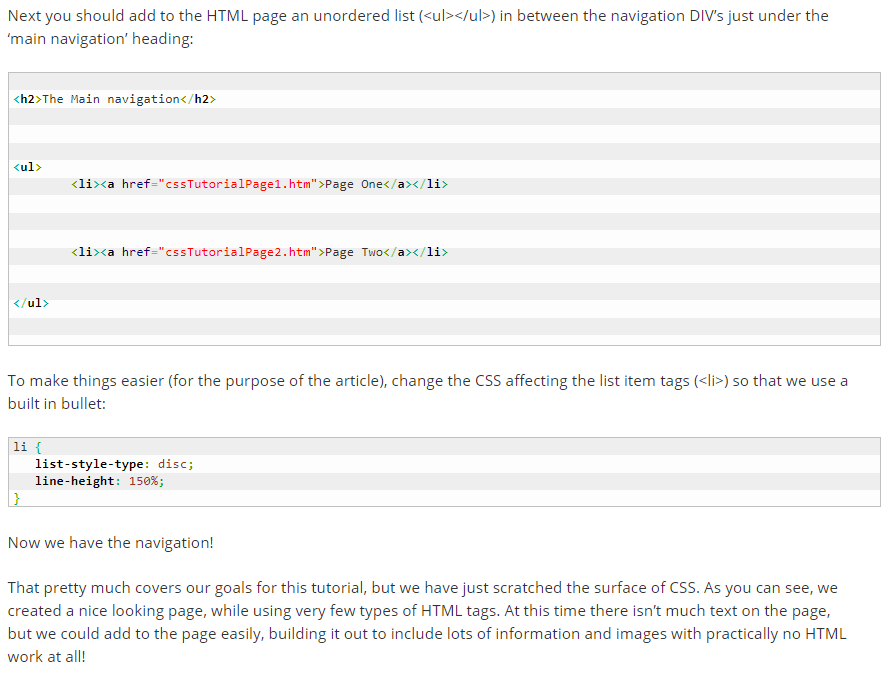 Next you should add to the HTML page an unordered list (<ul></ul>) in between the navigation DIV’s just under the
‘main navigation’ heading:
<h2>The Main navigation</h2>
<ul>
<li><a href="cssTutorialPage1.htm">Page One</a></li>
<li><a href="cssTutorialPage2.htm">Page Two</a></li>
</ul>
To make things easier (for the purpose of the article), change the CSS affecting the list item tags (<li>) so that we use a
built in bullet:
li {
list-style-type: disc;
line-height: 150%;
}
Now we have the navigation!
That pretty much covers our goals for this tutorial, but we have just scratched the surface of CSS. As you can see, we
created a nice looking page, while using very few types of HTML tags. At this time there isn’t much text on the page,
but we could add to the page easily, building it out to include lots of information and images with practically no HTML
work at all!